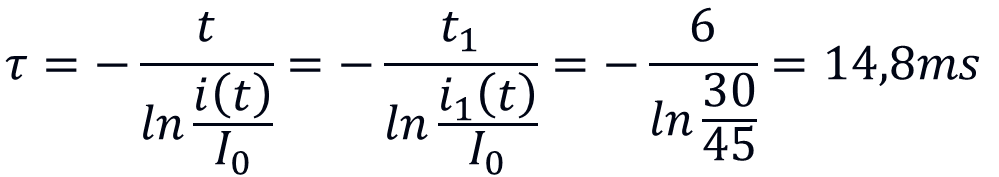 τ = − t / ln i(t)/I₀ = − t₁ / ln i₁(t)/I₀ = − 6 / ln 30/45 = 14,8ms